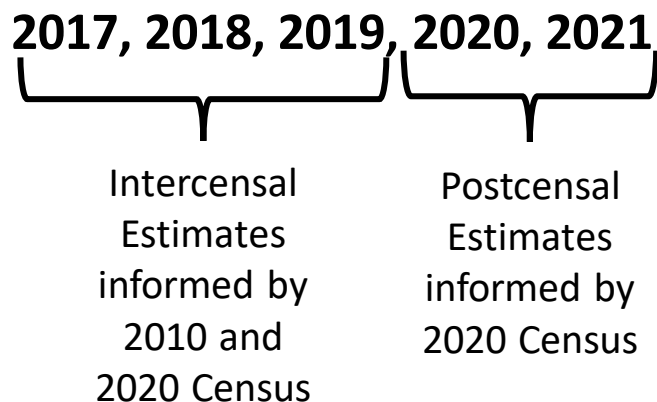 2017, 2018, 2019, 2020, 2021
Intercensal
Estimates
informed by
2010 and
2020 Census
Postcensal
Estimates
informed by
2020 Census